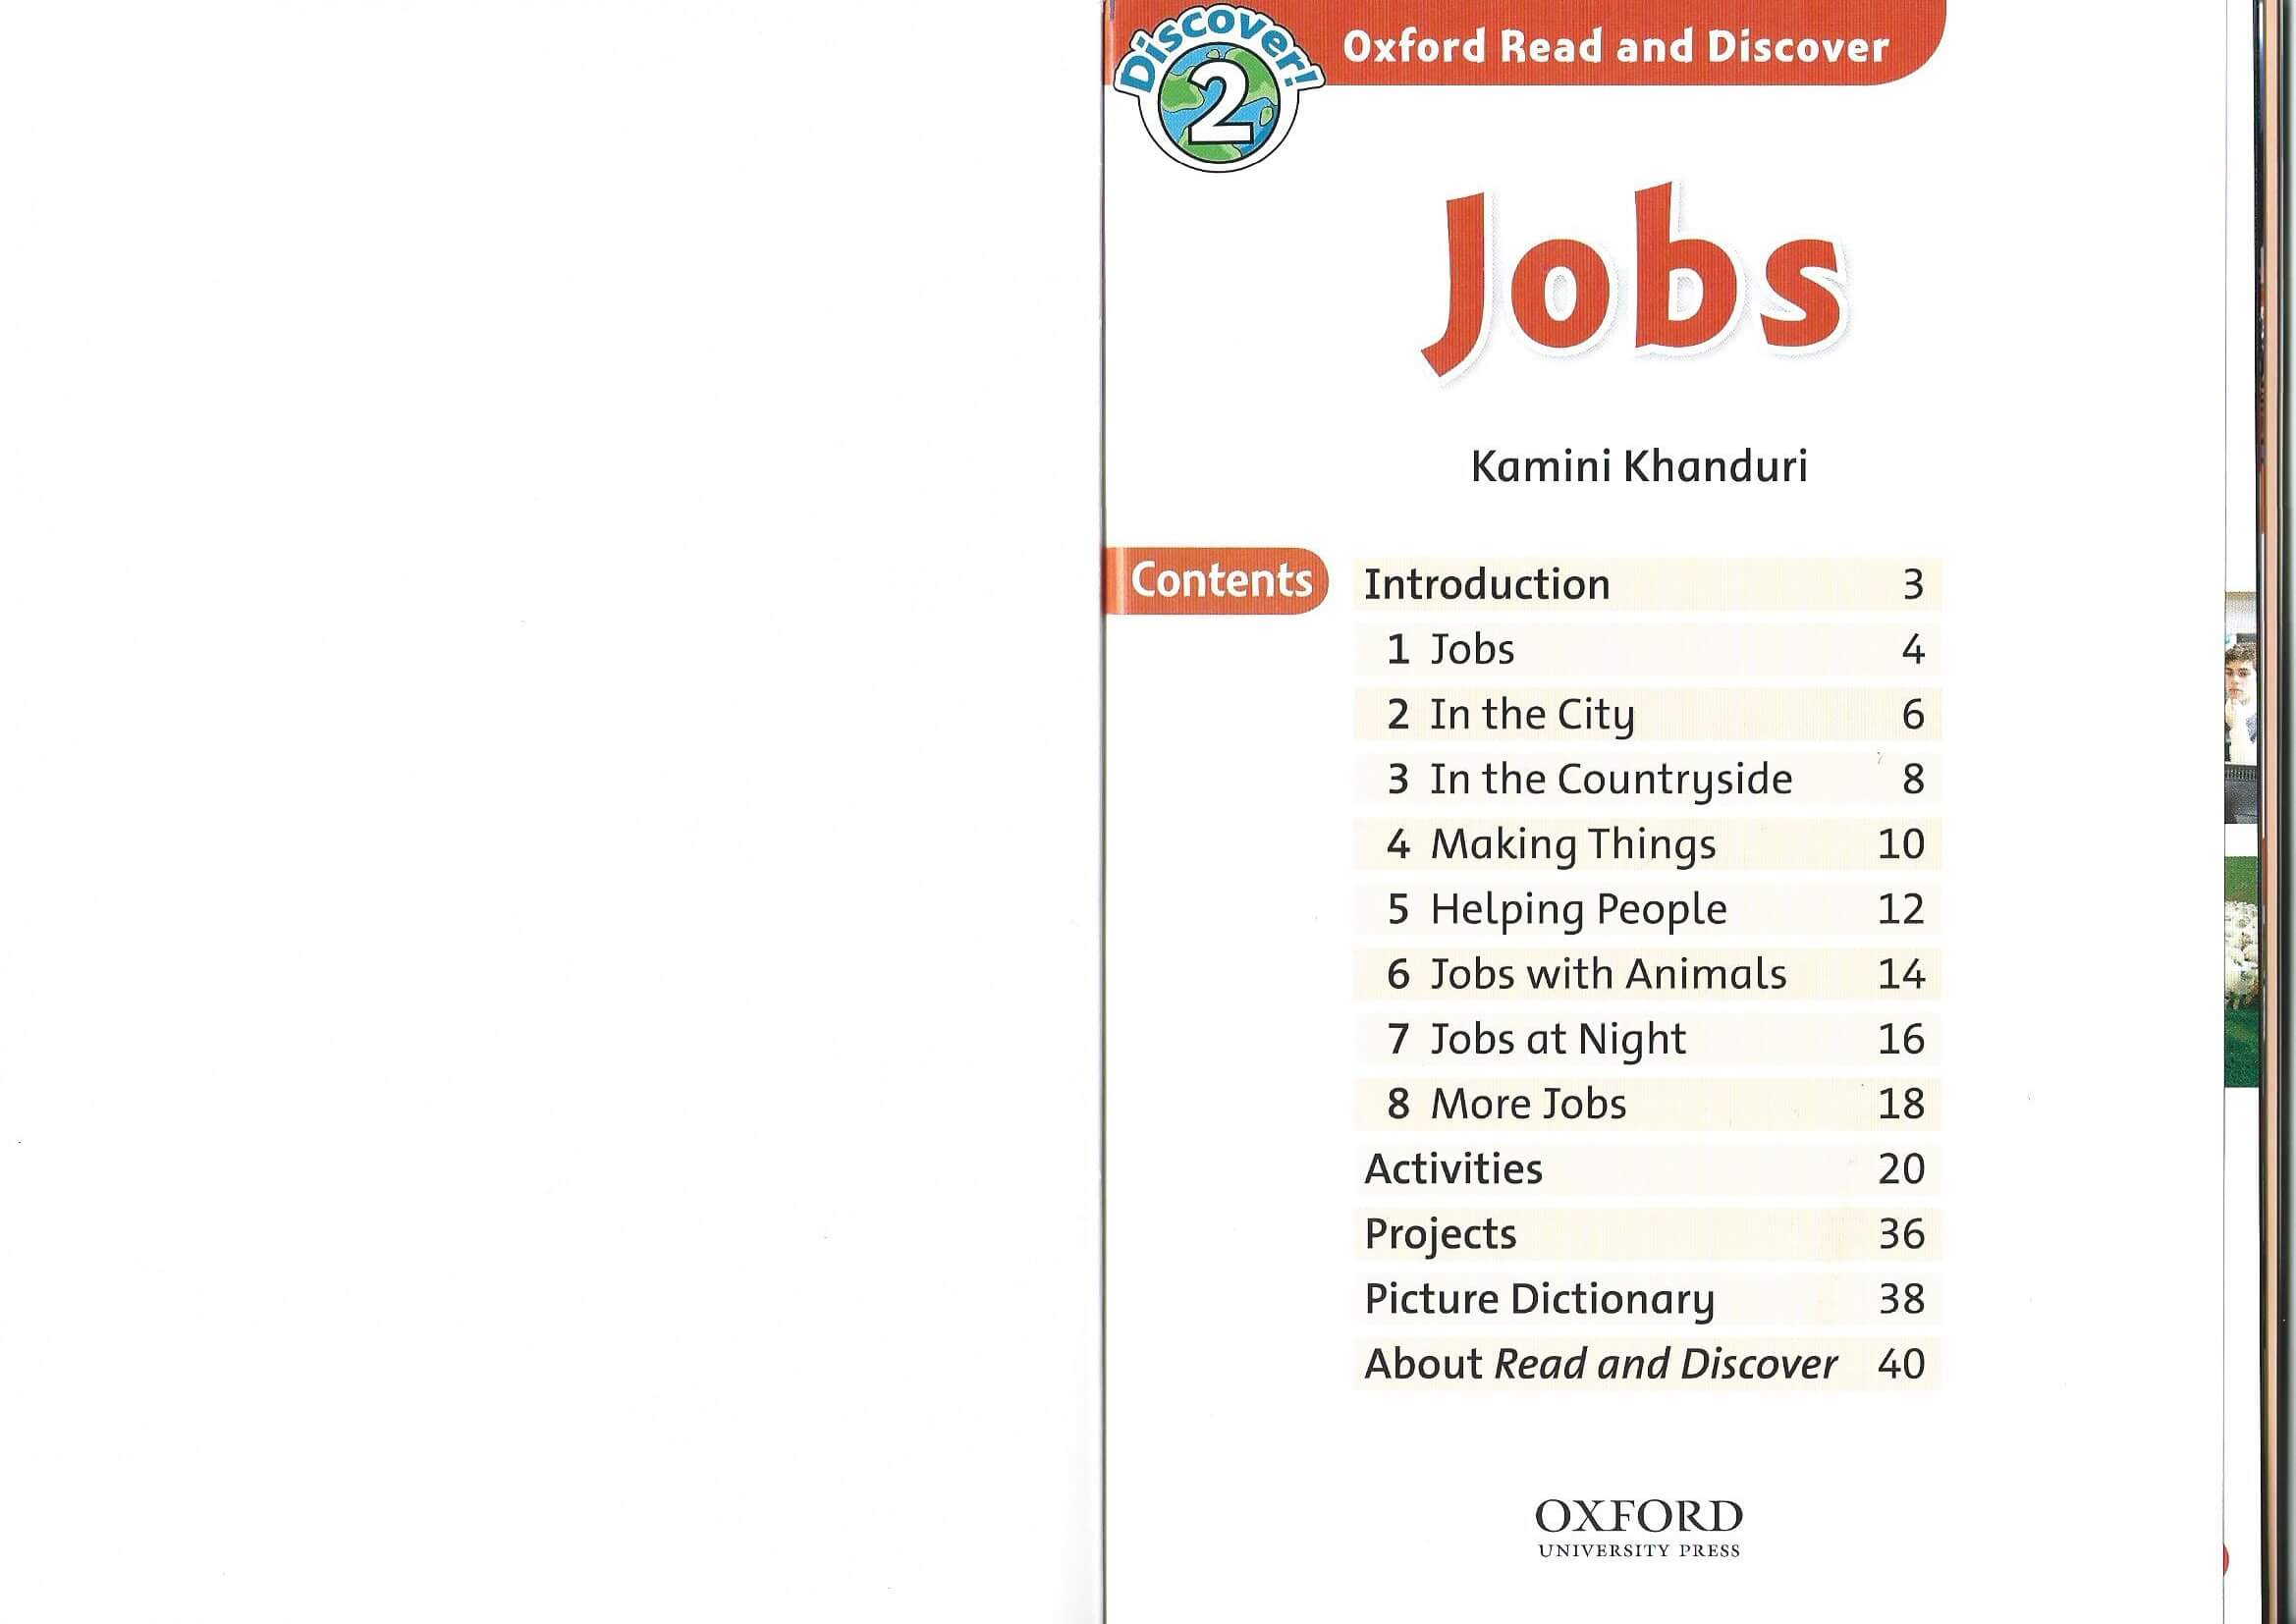 Discover!
2
Oxford Read and Discover
Jobs
Kamini Khanduri
Contents
Introduction 3
1 Jobs 4
2 In the City 6
3 In the Countryside 8
4 Making Things 10
5 Helping People 12
6 Jobs with Animals 14
7 Jobs at Night 16
8 More Jobs 18
Activities 20
Projects 36
Picture Dictionary 38
About Read and Discover 40
OXFORD
UNIVERSITY PRESS